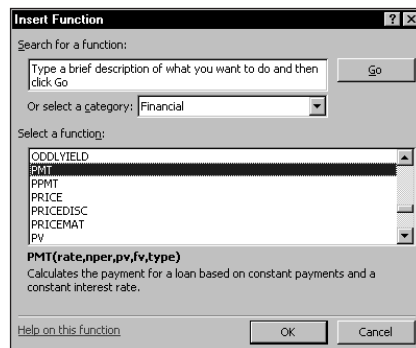 Insert Function
Search for a function:
Type a brief description of what you want to do and then
click Go
Go
Or select a category: Financial
Select a function:
ODDLYIELD
PMT
PPMT
PRICE
PRICEDISC
PRICEMAT
PV
PMT(rate,nper,pv,fv,type)
Calculates the payment for a loan based on constant payments and a
constant interest rate.
Help on this function
OK
Cancel